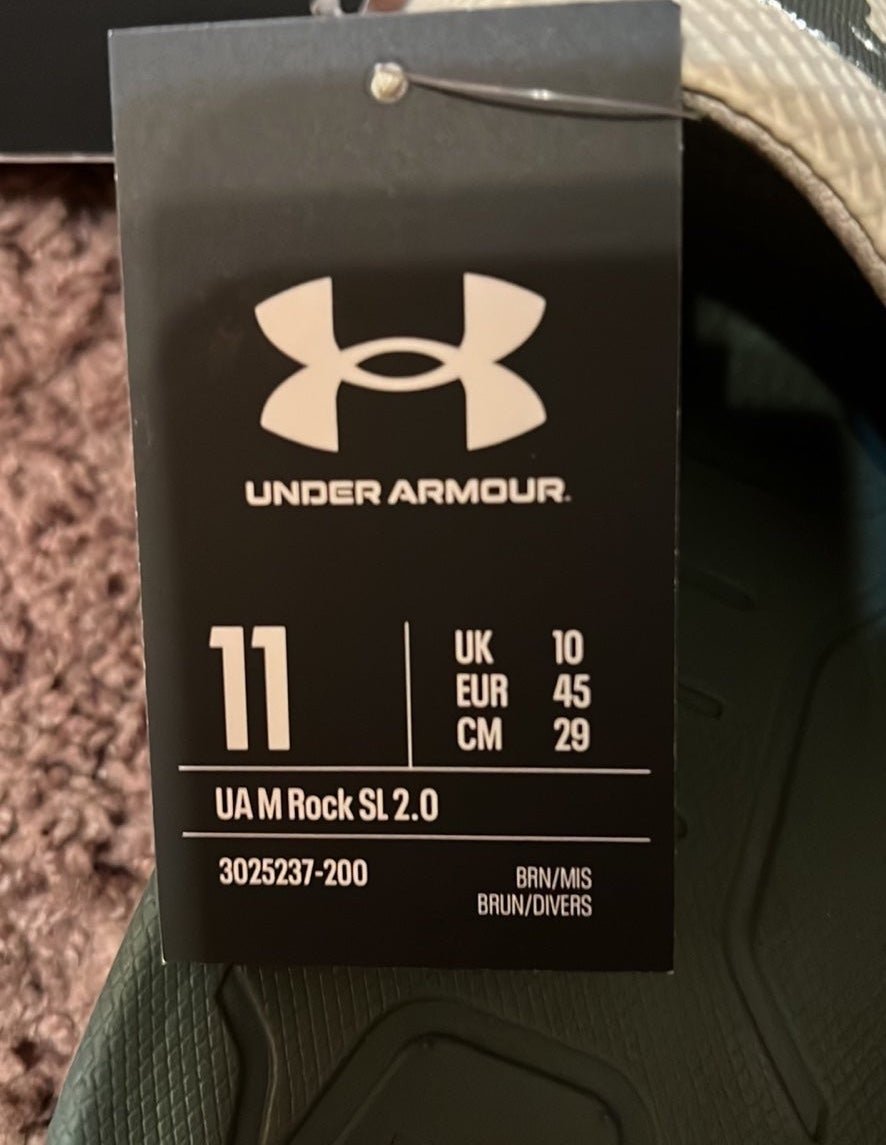 UNDER ARMOUR
11
UK 10
EUR 45
CM 29
UA M Rock SL 2.0
3025237-200
BRN/MIS
BRUN/DIVERS